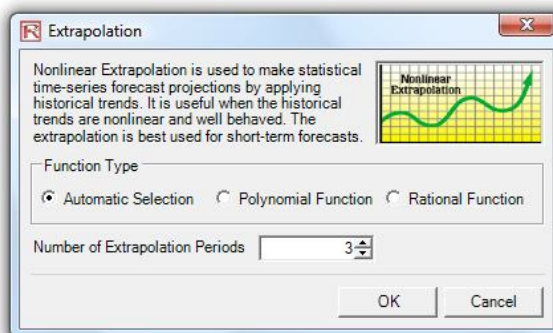 Extrapolation
Nonlinear Extrapolation is used to make statistical
time-series forecast projections by applying
historical trends. It is useful when the historical
trends are nonlinear and well behaved. The
extrapolation is best used for short-term forecasts.
Nonlinear
Extrapolation
Function Type
Automatic Selection Polynomial Function Rational Function
Number of Extrapolation Periods 3
OK Cancel